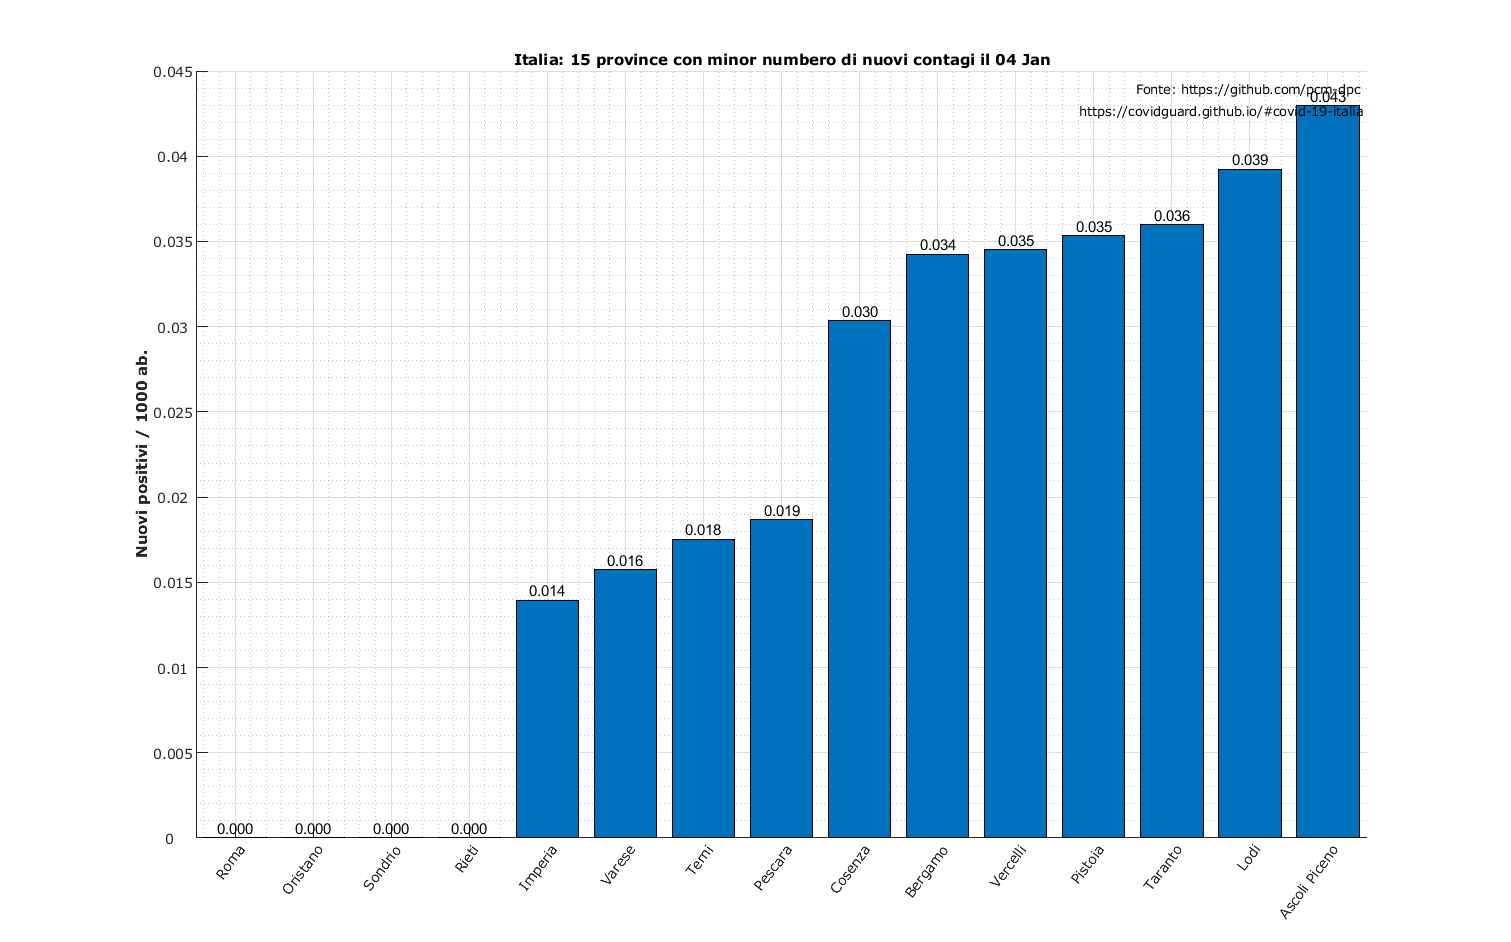 Italia: 15 province con minor numbero di nuovi contagi il 04 Jan
Fonte: https://github.com/pcm-dpc
https://covidguard.github.io/#covid-19-italia
Nuovi positivi / 1000 ab.
0.045
0.04
0.035
0.03
0.025
0.02
0.015
0.01
0.005
0
0.000
0.000
0.000
0.000
0.014
0.016
0.018
0.019
0.030
0.034
0.035
0.035
0.036
0.039
0.043
Roma
Oristano
Sondrio
Rieti
Imperia
Varese
Terni
Pescara
Cosenza
Bergamo
Vercelli
Pistoia
Taranto
Lodi
Ascoli Piceno